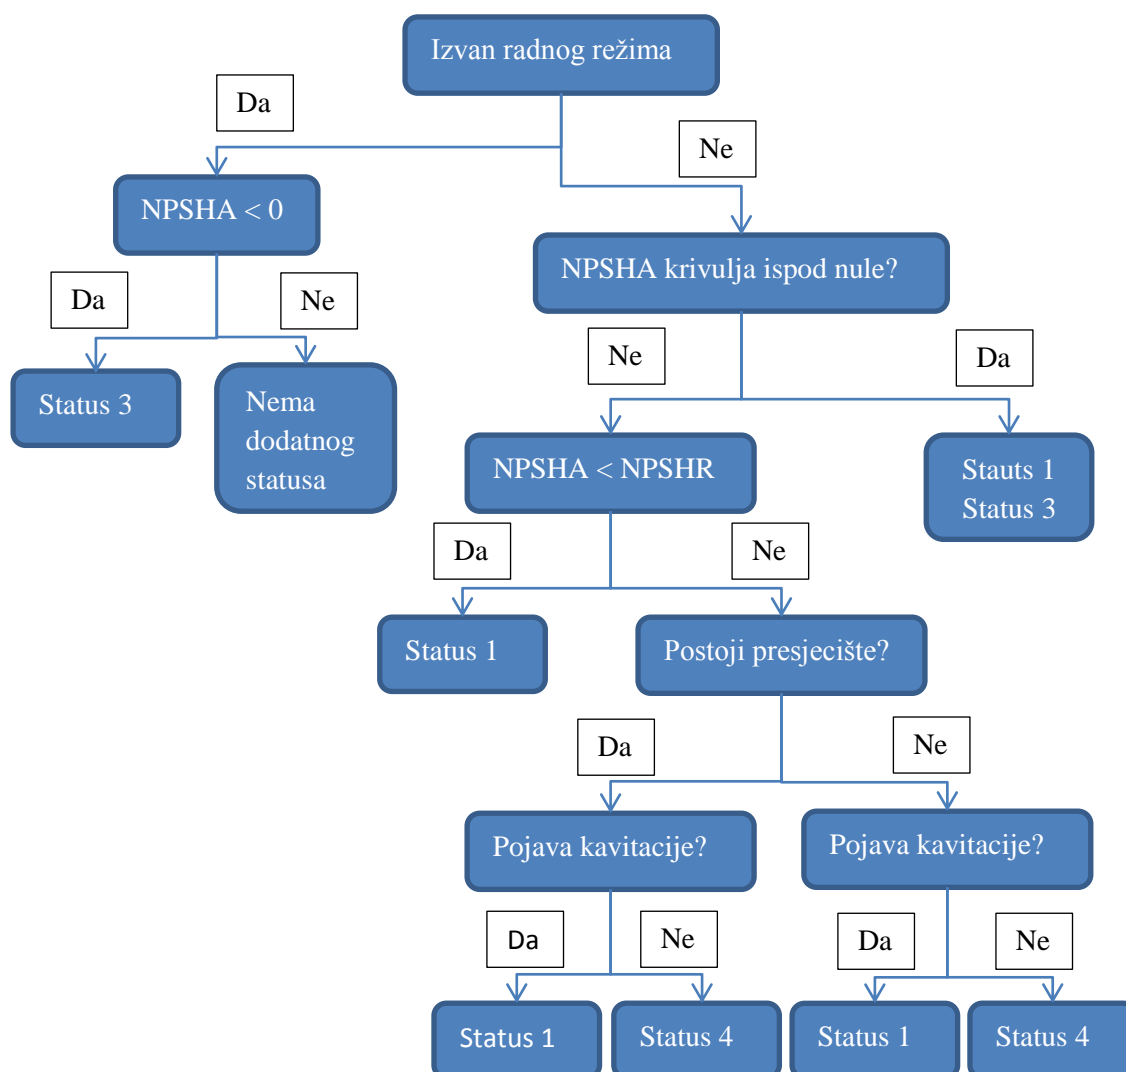 Izvan radnog režima
Da
Ne
NPSHA < 0
NPSHA krivulja ispod nule?
Da
Ne
Ne
Da
Status 3
Nema
dodatnog
statusa
NPSHA < NPSHR
Stauts 1
Status 3
Da
Ne
Status 1
Postoji presjecište?
Da
Ne
Pojava kavitacije?
Pojava kavitacije?
Da
Ne
Da
Ne
Status 1
Status 4
Status 1
Status 4